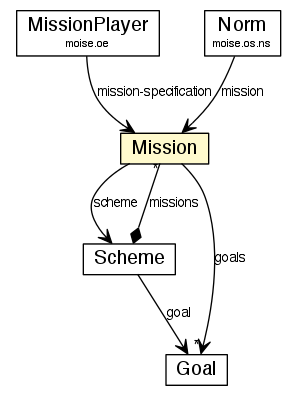 MissionPlayer
moise.oe
Norm
moise.os.ns
mission-specification
mission
Mission
*
scheme
missions
goals
Scheme
goal
*
Goal